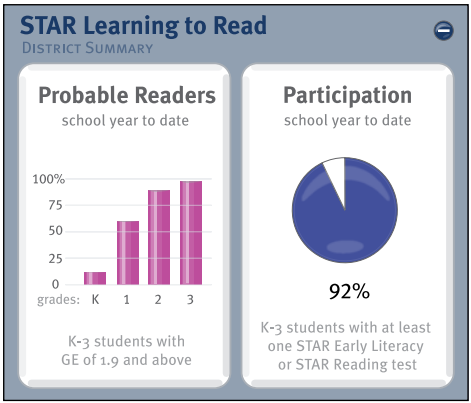 STAR Learning to Read
DISTRICT SUMMARY
Probable Readers
school year to date
100%
75
50
25
0
grades: K 1 2 3
K-3 students with
GE of 1.9 and above
Participation
school year to date
92%
K-3 students with at least
one STAR Early Literacy
or STAR Reading test